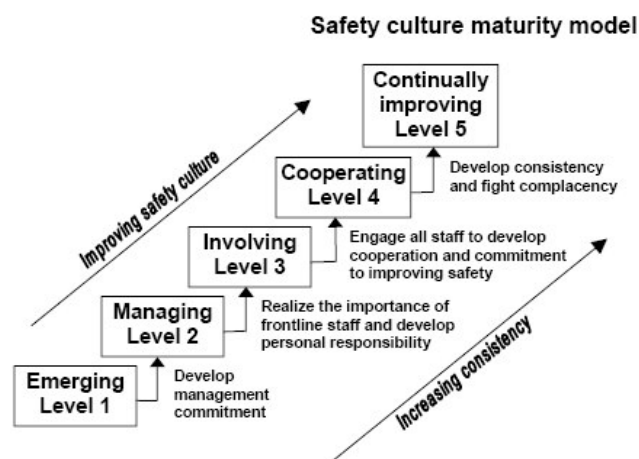 Safety culture maturity model
Continually
improving
Level 5
Develop consistency
and fight complacency
Cooperating
Level 4
Engage all staff to develop
cooperation and commitment
to improving safety
Involving
Level 3
Realize the importance of
frontline staff and develop
personal responsibility
Managing
Level 2
Develop
management
commitment
Emerging
Level 1
Improving safety culture
Increasing consistency